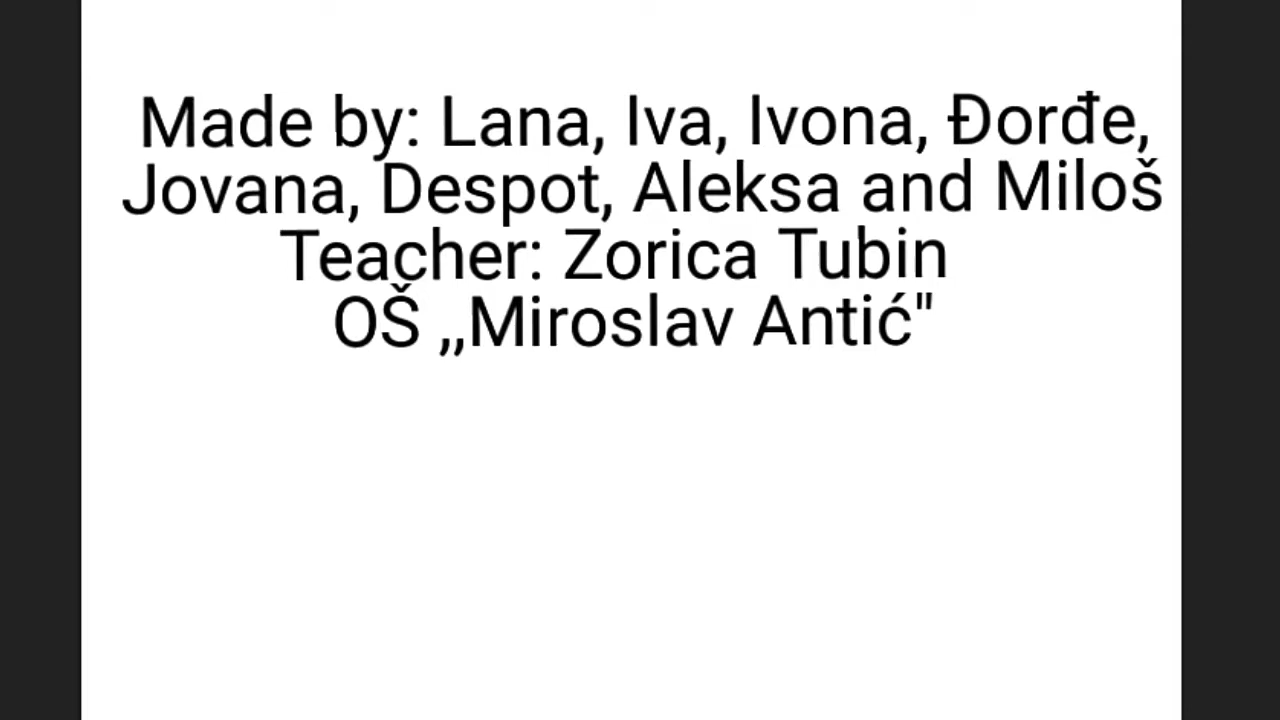 Made by: Lana, Iva, Ivona, Đorđe,
Jovana, Despot, Aleksa and Miloš
Teacher: Zorica Tubin
OŠ ,,Miroslav Antić"